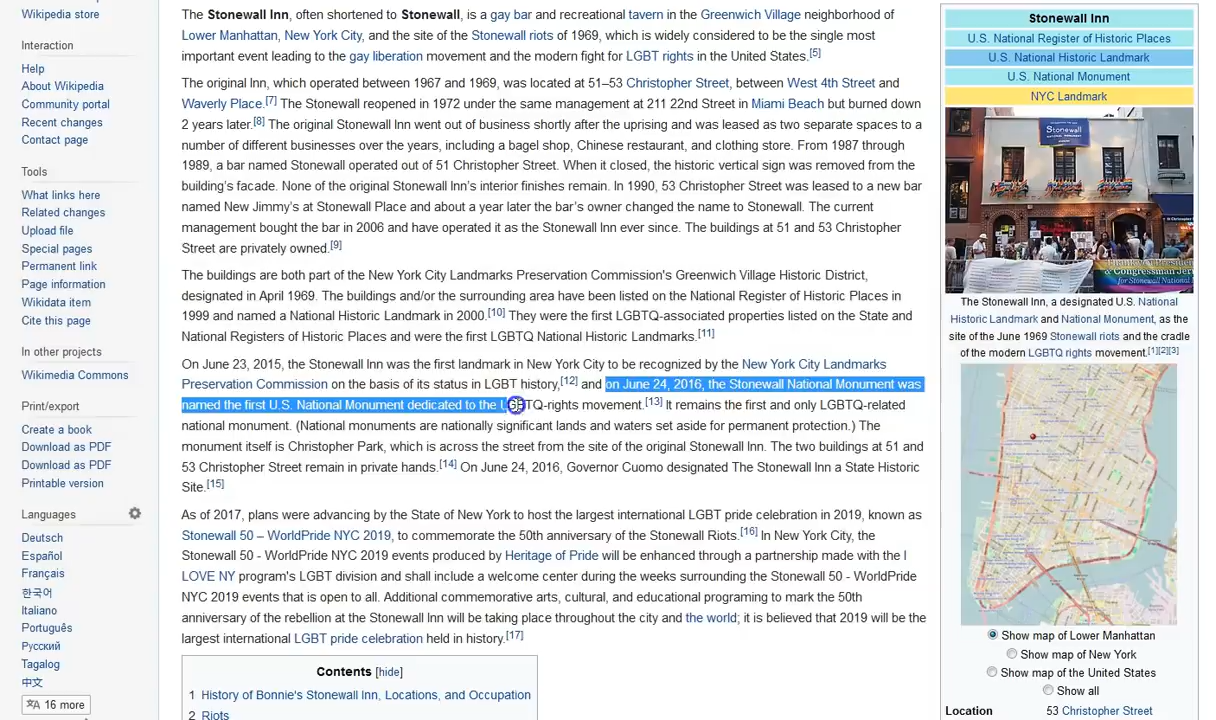 Wikipedia store
Interaction
Help
About Wikipedia
Community portal
Recent changes
Contact page
Tools
What links here
Related changes
Upload file
Special pages
Permanent link
Page information
Wikidata item
Cite this page
In other projects
Wikimedia Commons
Print/export
Create a book
Download as PDF
Download as PDF
Printable version
Languages
Deutsch
Español
Français
한국어
Italiano
Português
Русский
Tagalog
中文
16 more
The Stonewall Inn, often shortened to Stonewall, is a gay bar and recreational tavern in the Greenwich Village neighborhood of
Lower Manhattan, New York City, and the site of the Stonewall riots of 1969, which is widely considered to be the single most
important event leading to the gay liberation movement and the modern fight for LGBT rights in the United States.[5]
The original Inn, which operated between 1967 and 1969, was located at 51–53 Christopher Street, between West 4th Street and
Waverly Place.[7] The Stonewall reopened in 1972 under the same management at 211 22nd Street in Miami Beach but burned down
2 years later.[8] The original Stonewall Inn went out of business shortly after the uprising and was leased as two separate spaces to a
number of different businesses over the years, including a bagel shop, Chinese restaurant, and clothing store. From 1987 through
1989, a bar named Stonewall operated out of 51 Christopher Street. When it closed, the historic vertical sign was removed from the
building's facade. None of the original Stonewall Inn's interior finishes remain. In 1990, 53 Christopher Street was leased to a new bar
named New Jimmy's at Stonewall Place and about a year later the bar's owner changed the name to Stonewall. The current
management bought the bar in 2006 and have operated it as the Stonewall Inn ever since. The buildings at 51 and 53 Christopher
Street are privately owned.[9]
The buildings are both part of the New York City Landmarks Preservation Commission's Greenwich Village Historic District,
designated in April 1969. The buildings and/or the surrounding area have been listed on the National Register of Historic Places in
1999 and named a National Historic Landmark in 2000.[10] They were the first LGBTQ-associated properties listed on the State and
National Registers of Historic Places and were the first LGBTQ National Historic Landmarks.[11]
On June 23, 2015, the Stonewall Inn was the first landmark in New York City to be recognized by the New York City Landmarks
Preservation Commission on the basis of its status in LGBT history,[12] and on June 24, 2016, the Stonewall National Monument was
named the first U.S. National Monument dedicated to the LGBTQ-rights movement.[13] It remains the first and only LGBTQ-related
national monument. (National monuments are nationally significant lands and waters set aside for permanent protection.) The
monument itself is Christopher Park, which is across the street from the site of the original Stonewall Inn. The two buildings at 51 and
53 Christopher Street remain in private hands.[14] On June 24, 2016, Governor Cuomo designated The Stonewall Inn a State Historic
Site.[15]
As of 2017, plans were advancing by the State of New York to host the largest international LGBT pride celebration in 2019, known as
Stonewall 50 – WorldPride NYC 2019, to commemorate the 50th anniversary of the Stonewall Riots.[16] In New York City, the
Stonewall 50 - WorldPride NYC 2019 events produced by Heritage of Pride will be enhanced through a partnership made with the I
LOVE NY program's LGBT division and shall include a welcome center during the weeks surrounding the Stonewall 50 - WorldPride
NYC 2019 events that is open to all. Additional commemorative arts, cultural, and educational programing to mark the 50th
anniversary of the rebellion at the Stonewall Inn will be taking place throughout the city and the world; it is believed that 2019 will be the
largest international LGBT pride celebration held in history.[17]
Contents [hide]
1 History of Bonnie's Stonewall Inn, Locations, and Occupation
2 Riots
Stonewall Inn
U.S. National Register of Historic Places
U.S. National Historic Landmark
U.S. National Monument
NYC Landmark
Stonewall
The Stonewall Inn, a designated U.S. National
Historic Landmark and National Monument, as the
site of the June 1969 Stonewall riots and the cradle
of the modern LGBTQ rights movement.[1][2][3]
Show map of Lower Manhattan
Show map of New York
Show map of the United States
Show all
Location 53 Christopher Street